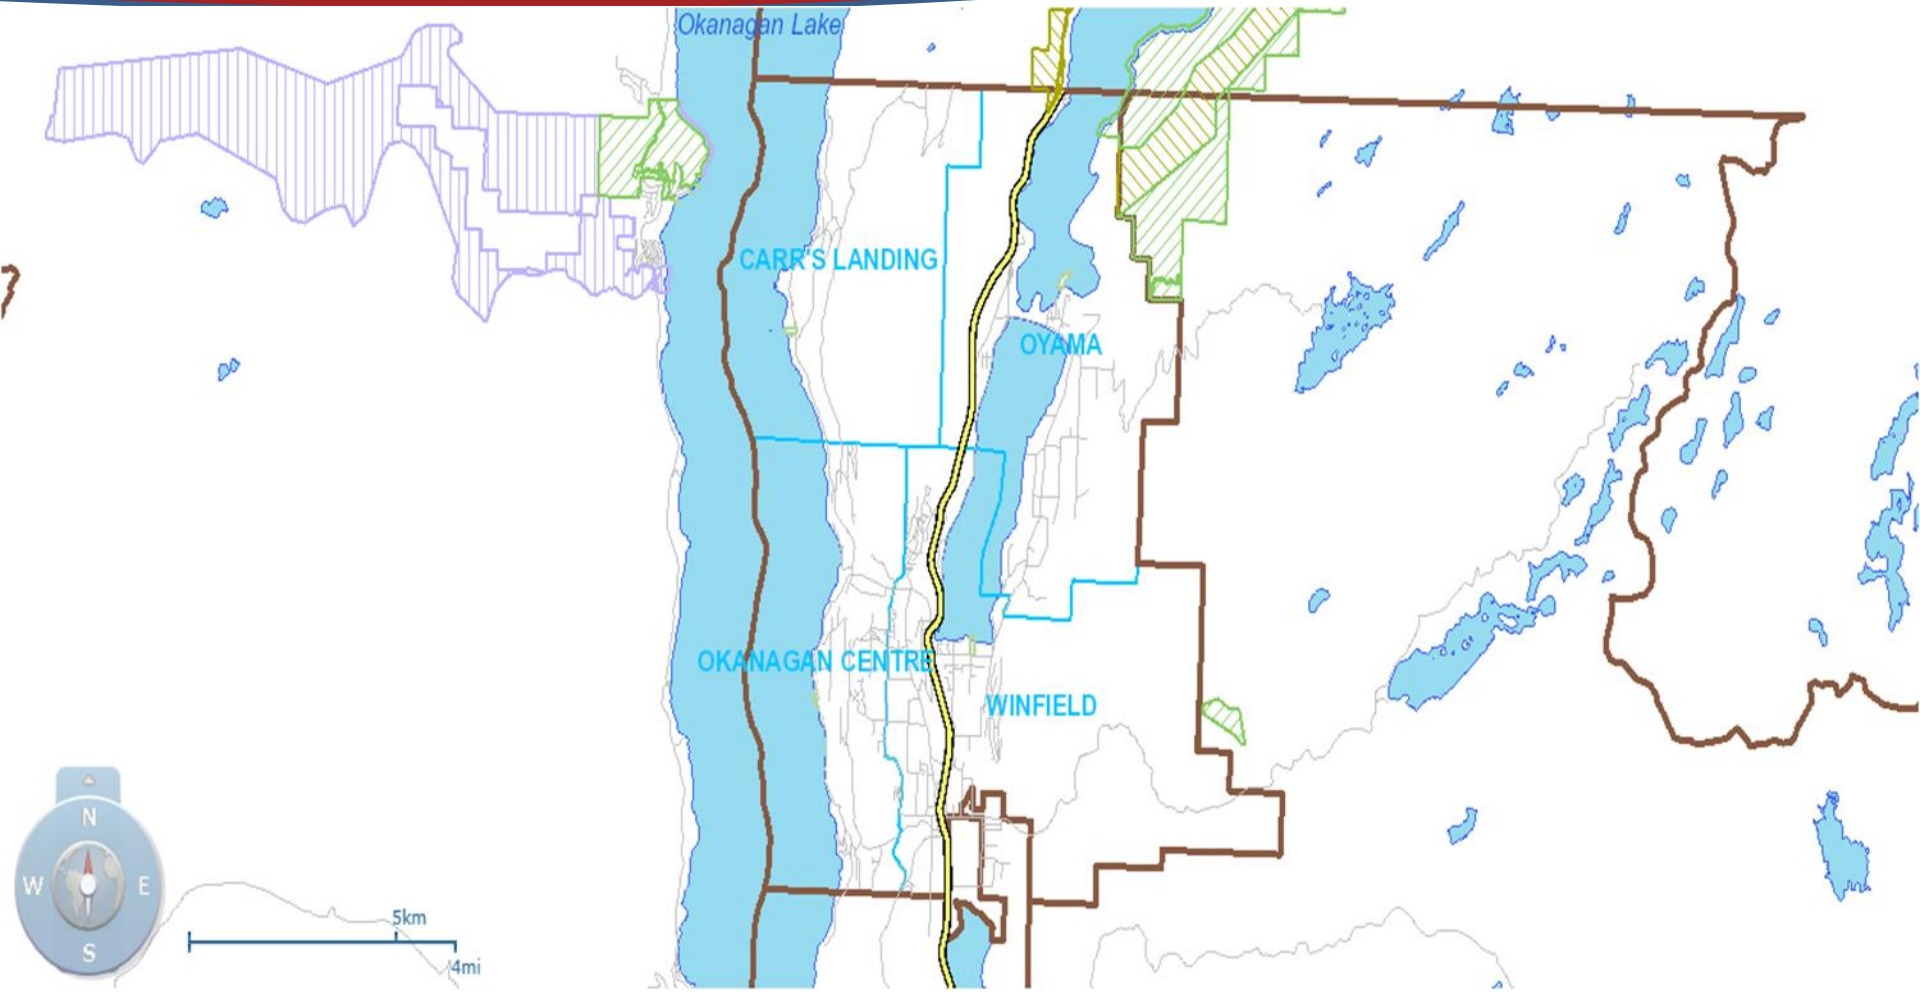 Okanagan Lake
CARR'S LANDING
OYAMA
OKANAGAN CENTRE
WINFIELD
N
W E
S
5km
4mi